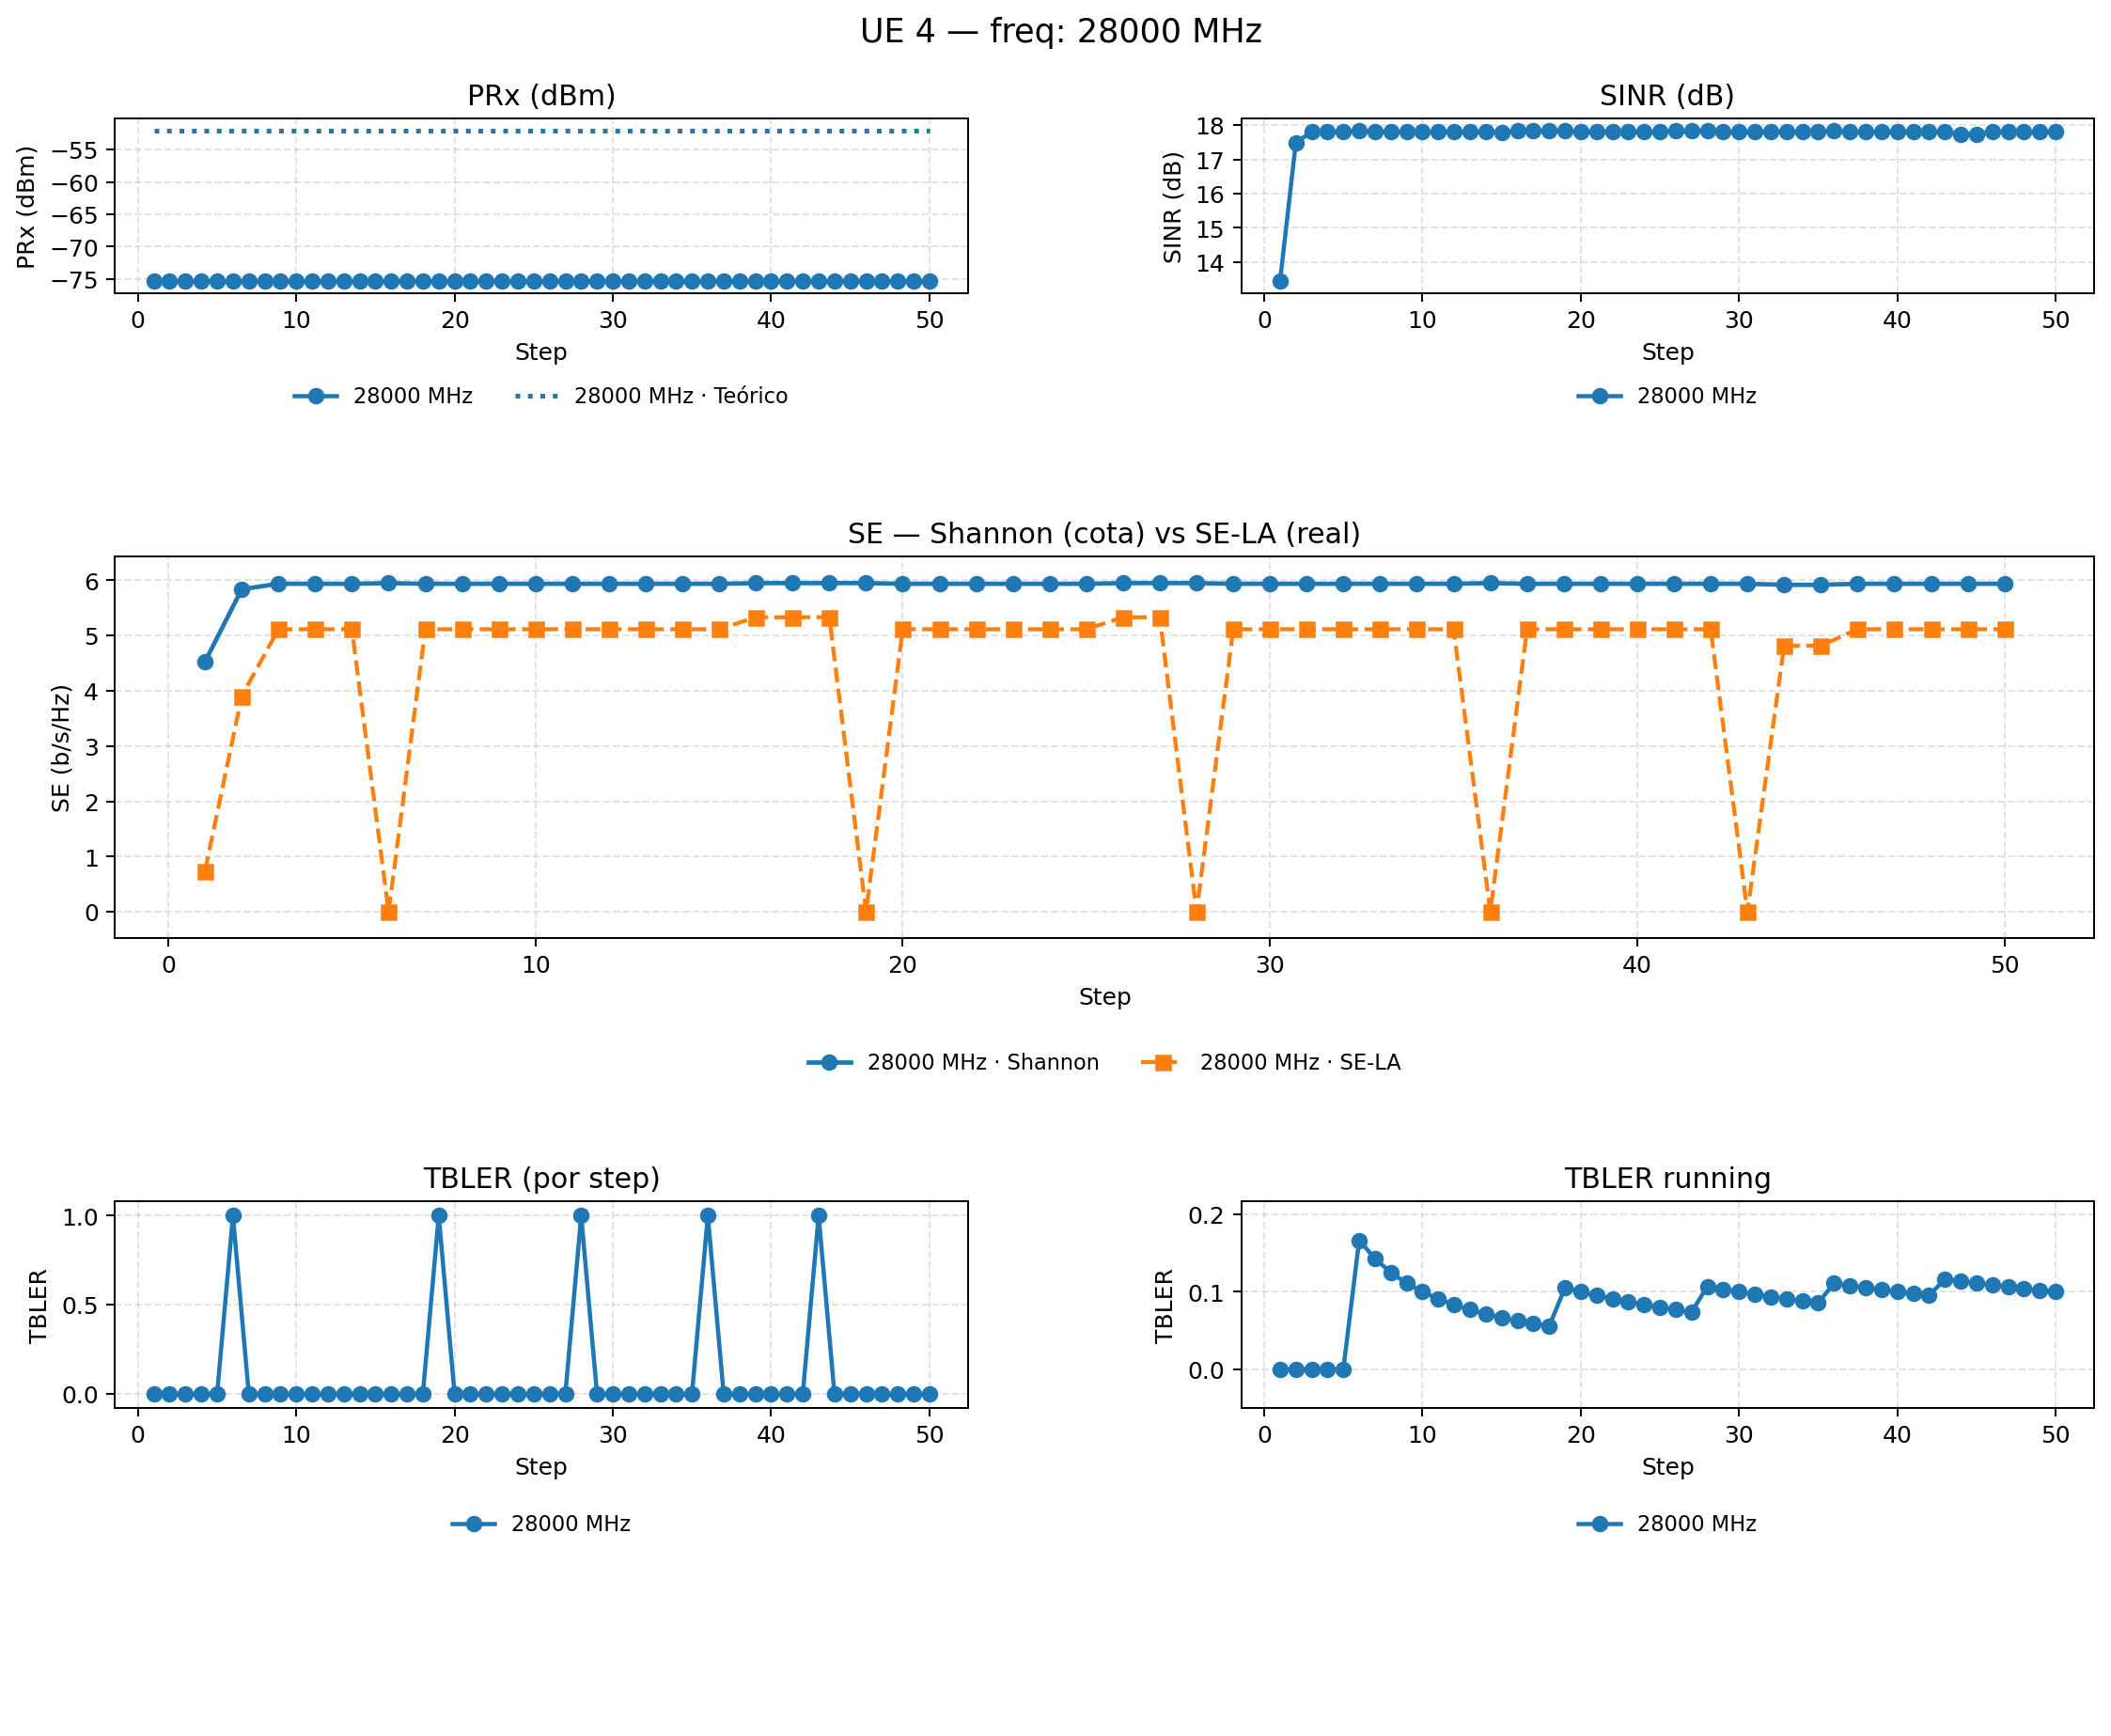 UE 4 — freq: 28000 MHz
PRx (dBm)
PRx (dBm)
−55
−60
−65
−70
−75
0 10 20 30 40 50
Step
28000 MHz 28000 MHz · Teórico
SINR (dB)
SINR (dB)
18
17
16
15
14
0 10 20 30 40 50
Step
28000 MHz
SE — Shannon (cota) vs SE-LA (real)
SE (b/s/Hz)
6
5
4
3
2
1
0
0 10 20 30 40 50
Step
28000 MHz · Shannon 28000 MHz · SE-LA
TBLER (por step)
TBLER
1.0
0.5
0.0
0 10 20 30 40 50
Step
28000 MHz
TBLER running
TBLER
0.2
0.1
0.0
0 10 20 30 40 50
Step
28000 MHz